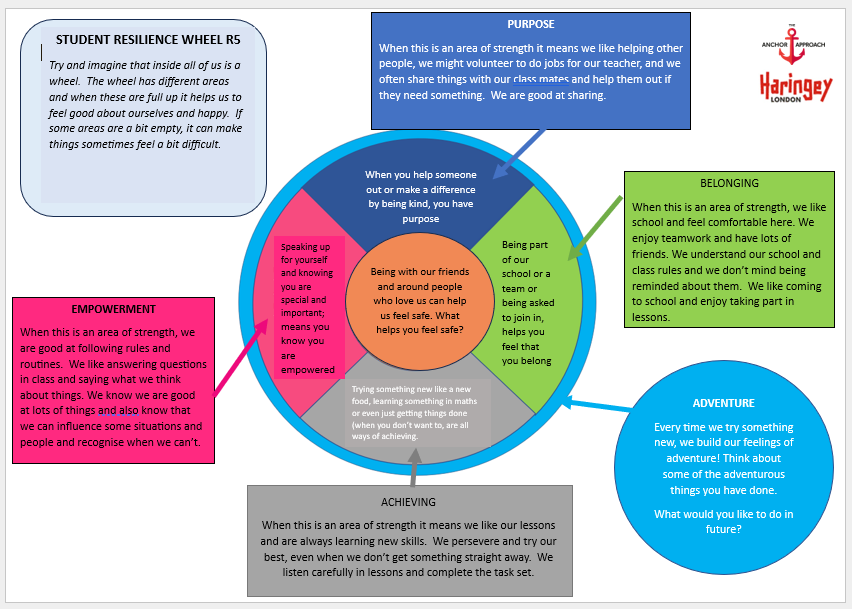 STUDENT RESILIENCE WHEEL R5
Try and imagine that inside all of us is a
wheel.  The wheel has different areas
and when these are full up it helps us to
feel good about ourselves and happy.  If
some areas are a bit empty, it can make
things sometimes feel a bit difficult.
PURPOSE
When this is an area of strength it means we like helping other
people, we might volunteer to do jobs for our teacher, and we
often share things with our class mates and help them out if
they need something.  We are good at sharing.
THE
ANCHOR APPROACH
Haringey
LONDON
When you help someone
out or make a difference
by being kind, you have
purpose
BELONGING
When this is an area of strength, we like
school and feel comfortable here. We
enjoy teamwork and have lots of
friends. We understand our school and
class rules and we don't mind being
reminded about them.  We like coming
to school and enjoy taking part in
lessons.
Speaking up
for yourself
and knowing
you are
special and
important;
means you
know you
are
empowered
Being with our friends
and around people
who love us can help
us feel safe. What
helps you feel safe?
Being part
of our
school or a
team or
being asked
to join in,
helps you
feel that
you belong
EMPOWERMENT
When this is an area of strength, we
are good at following rules and
routines.  We like answering questions
in class and saying what we think
about things. We know we are good
at lots of things and also know that
we can influence some situations and
people and recognise when we can't.
Trying something new like a new
food, learning something in maths
or even just getting things done
(when you don't want to, are all
ways of achieving.
ADVENTURE
Every time we try something
new, we build our feelings of
adventure! Think about
some of the adventurous
things you have done.
What would you like to do in
future?
ACHIEVING
When this is an area of strength it means we like our lessons
and are always learning new skills.  We persevere and try our
best, even when we don't get something straight away.  We
listen carefully in lessons and complete the task set.